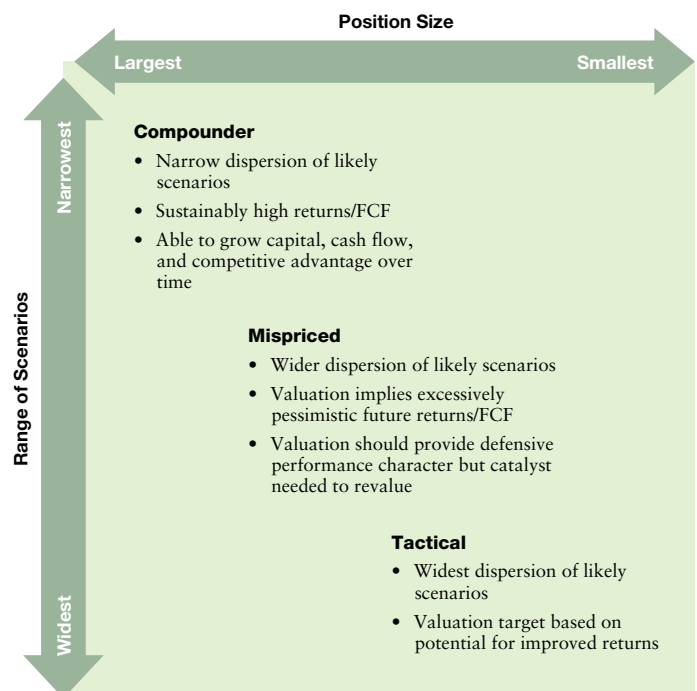 Position Size
Largest
Smallest
Range of Scenarios
Narrowest
Widest
Compounder
• Narrow dispersion of likely
scenarios
• Sustainably high returns/FCF
• Able to grow capital, cash flow,
and competitive advantage over
time
Mispriced
• Wider dispersion of likely scenarios
• Valuation implies excessively
pessimistic future returns/FCF
• Valuation should provide defensive
performance character but catalyst
needed to revalue
Tactical
• Widest dispersion of likely
scenarios
• Valuation target based on
potential for improved returns